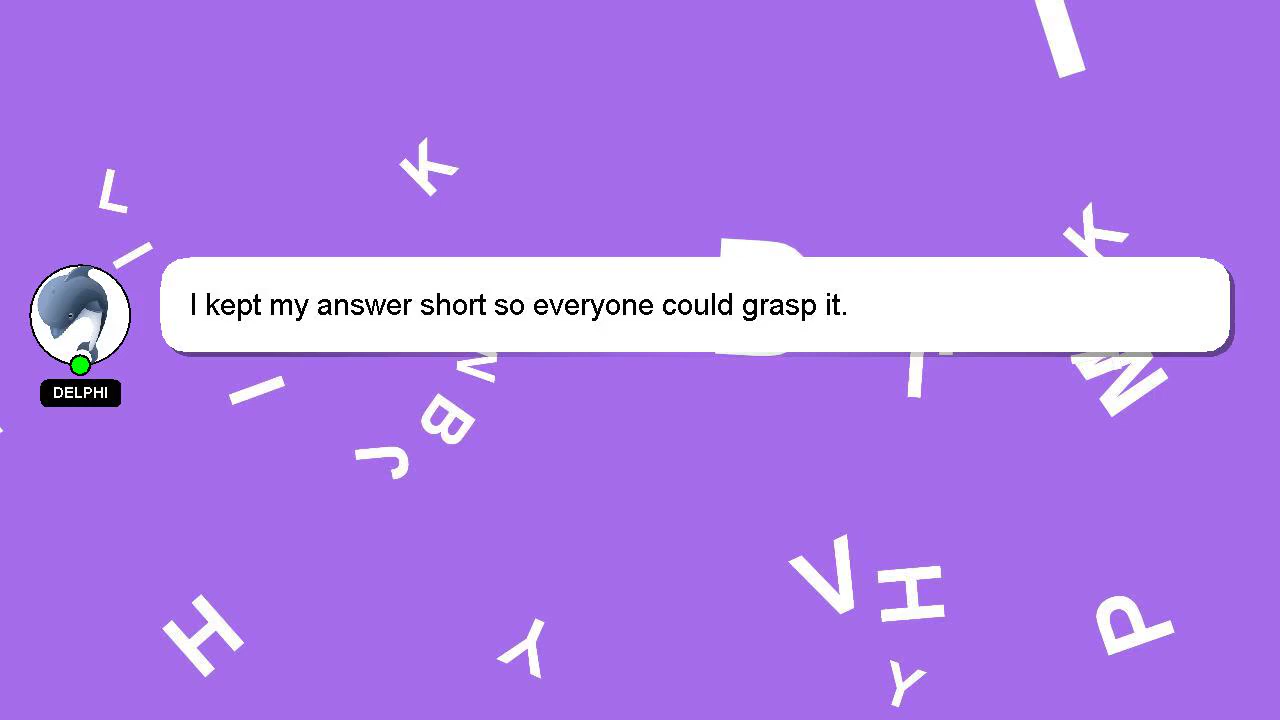 I kept my answer short so everyone could grasp it.
DELPHI
I
K
L
I
K
I
B
J
M
V
H
H
Y
P
Y